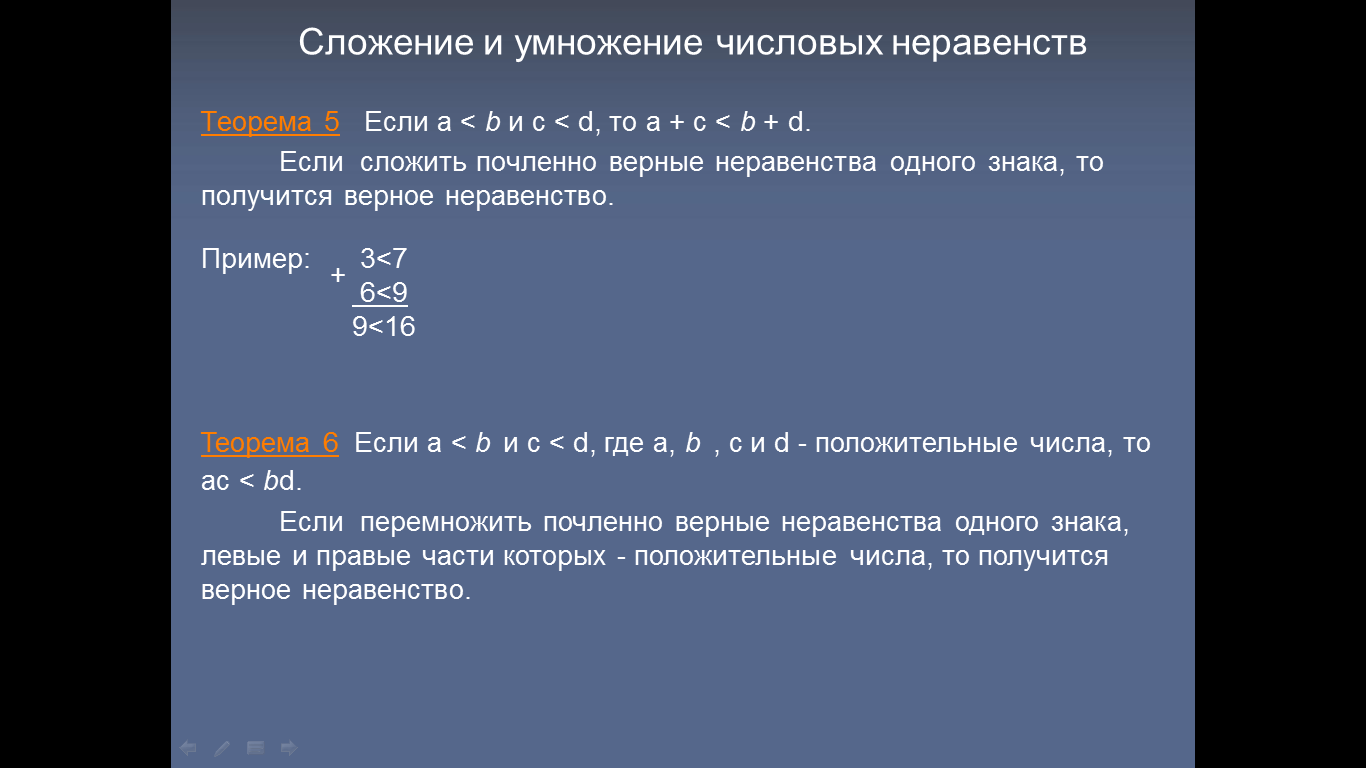 Сложение и умножение числовых неравенств
Теорема 5 Если a < b и c < d, то a + c < b + d.
Если сложить почленно верные неравенства одного знака, то
получится верное неравенство.
Пример: 3<7
+
6<9
9<16
Теорема 6 Если a < b и c < d, где a, b , c и d - положительные числа, то
ac < bd.
Если перемножить почленно верные неравенства одного знака,
левые и правые части которых - положительные числа, то получится
верное неравенство.